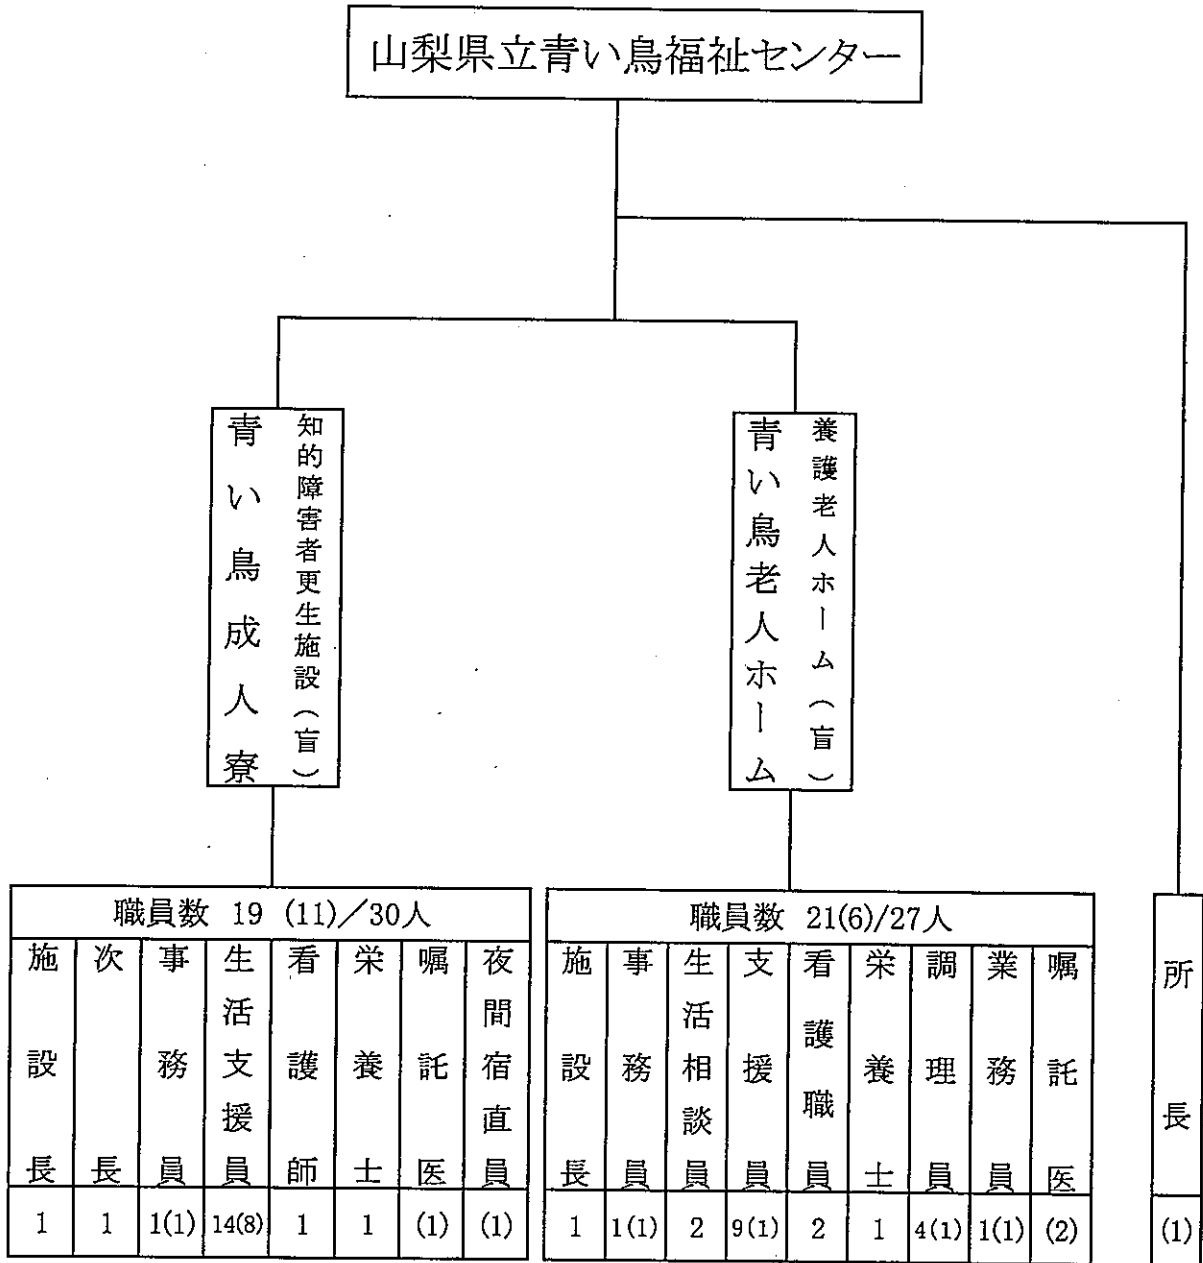 山梨県立青い鳥福祉センター
知的障害者更生施設（盲）
青い鳥成人寮
養護老人ホーム（盲）
青い鳥老人ホーム
職員数 19 (11)／30人
施設長
次長
事務員
生活支援員
看護師
栄養士
嘱託医
夜間宿直員
1 1 1(1) 14(8) 1 1 (1) (1)
職員数 21(6)/27人
施設長
事務員
生活相談員
支援員
看護職員
栄養士
調理員
業務員
嘱託医
1 1(1) 2 9(1) 2 1 4(1) 1(1) (2)
所長
(1)